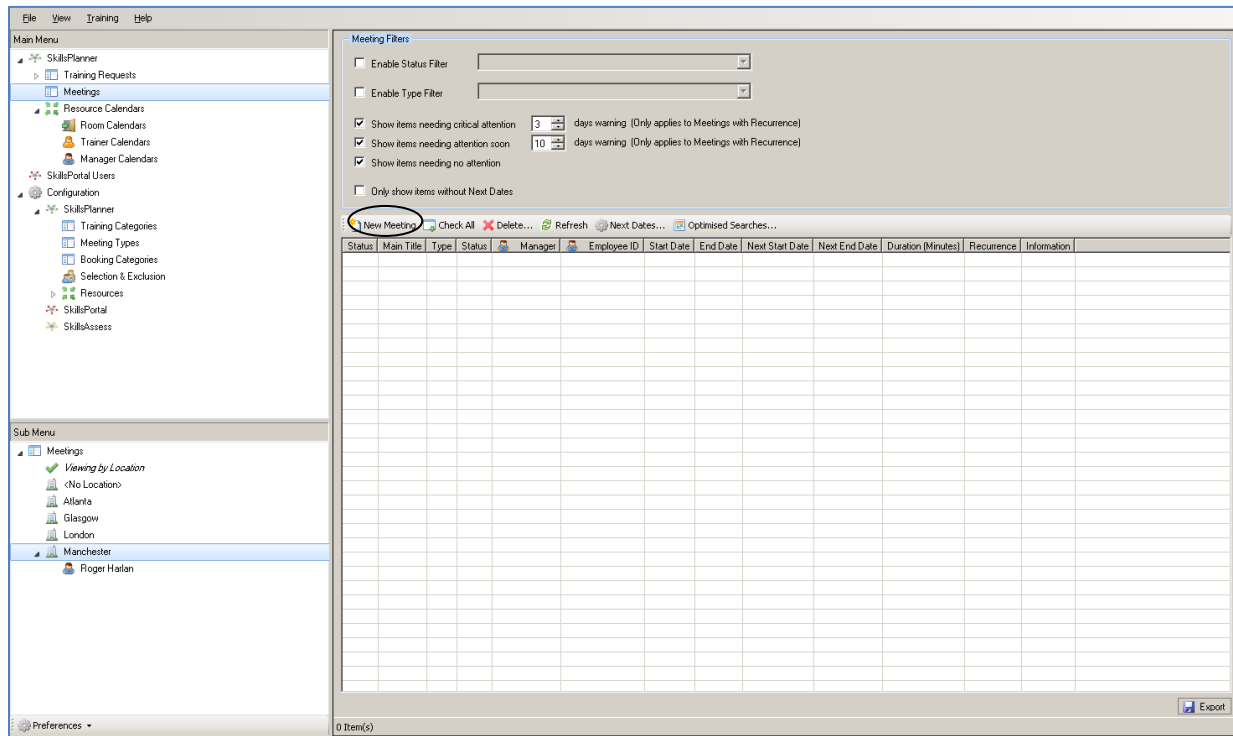 File View Training Help
Main Menu
SkillsPlanner
Training Requests
Meetings
Resource Calendars
Room Calendars
Trainer Calendars
Manager Calendars
SkillsPortal Users
Configuration
SkillsPlanner
Training Categories
Meeting Types
Booking Categories
Selection & Exclusion
Resources
SkillsPortal
SkillsAssess
Sub Menu
Meetings
Viewing by Location
<No Location>
Atlanta
Glasgow
London
Manchester
Roger Harlan
Preferences
Meeting Filters
Enable Status Filter
Enable Type Filter
Show items needing critical attention 3 days warning (Only applies to Meetings with Recurrence)
Show items needing attention soon 10 days warning (Only applies to Meetings with Recurrence)
Show items needing no attention
Only show items without Next Dates
New Meeting Check All Delete... Refresh Next Dates... Optimised Searches...
Status Main Title Type Status Manager Employee ID Start Date End Date Next Start Date Next End Date Duration (Minutes) Recurrence Information
Export
0 Item(s)